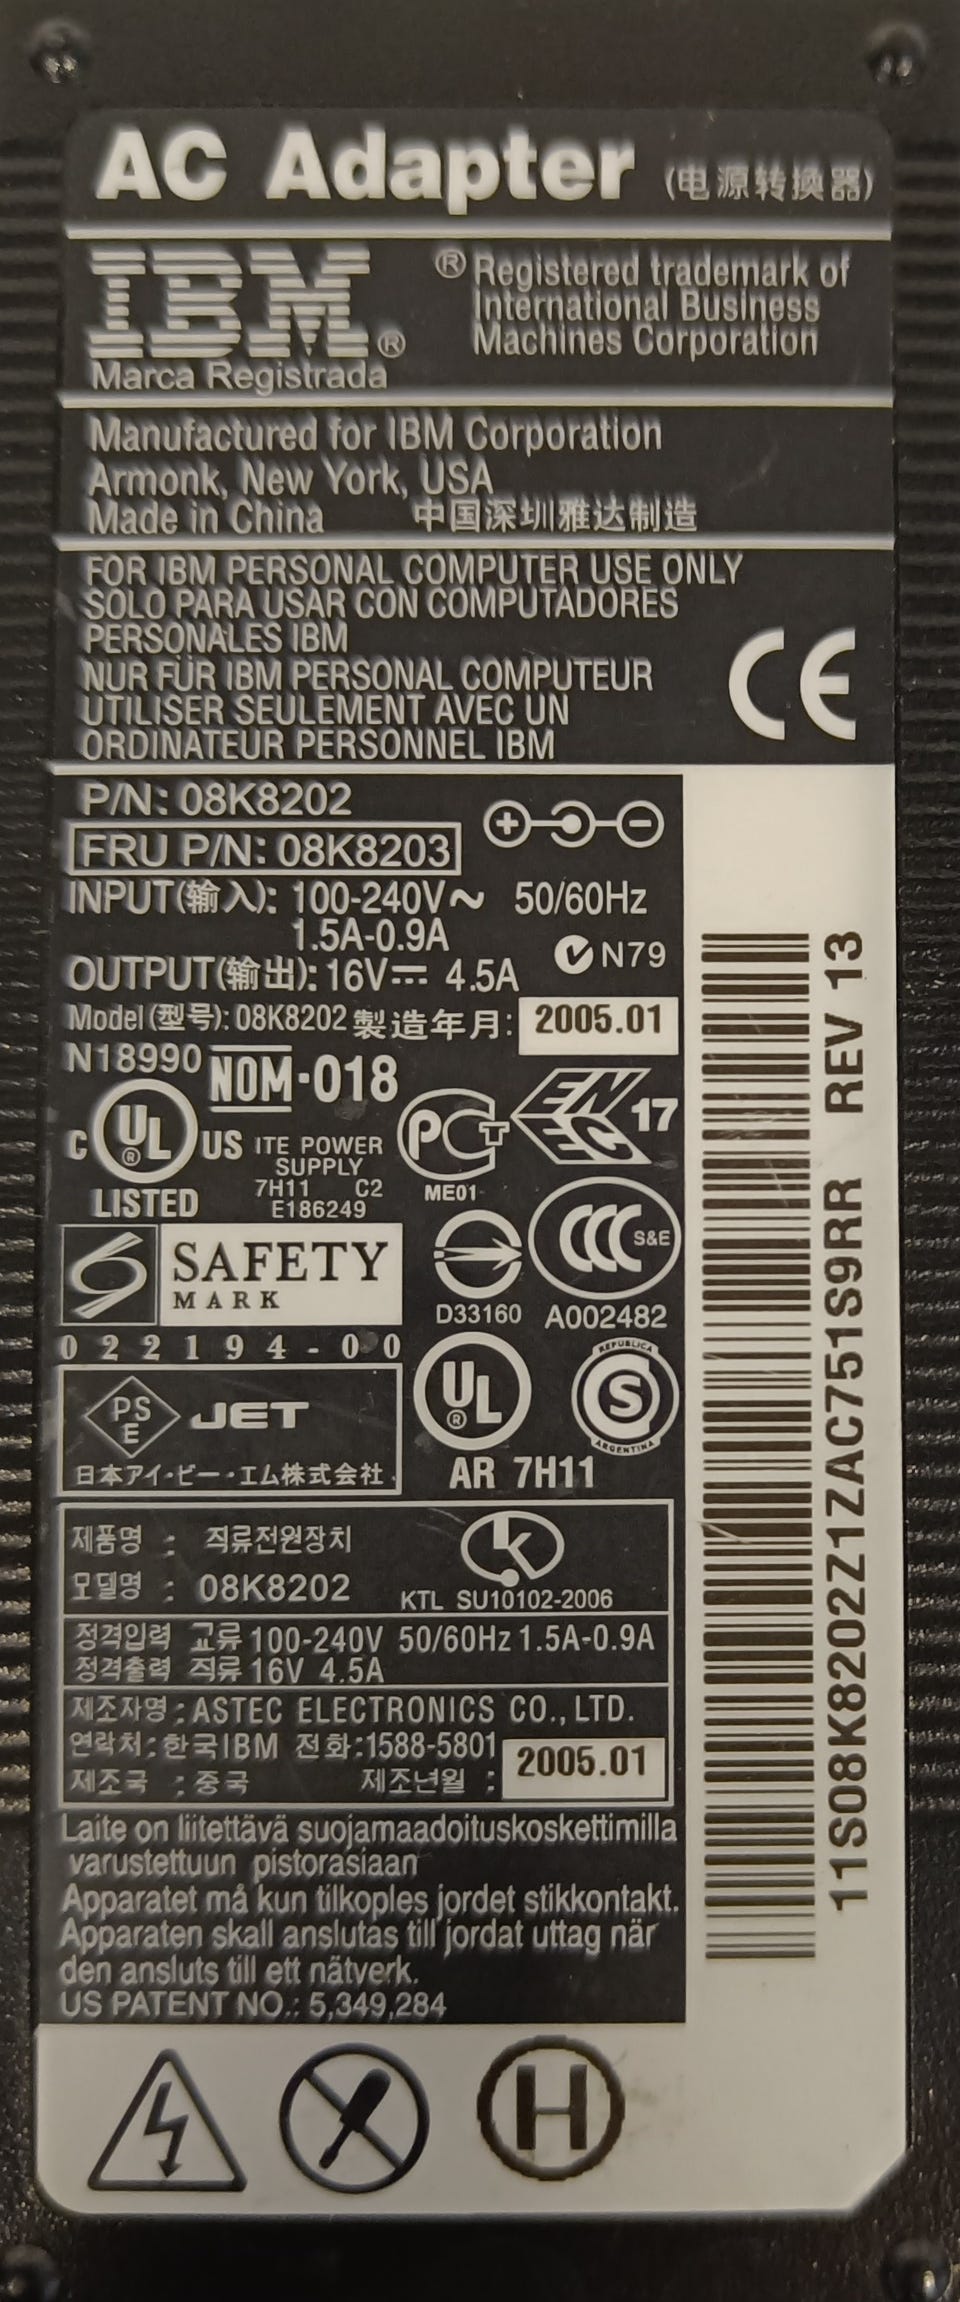 AC Adapter (电源转换器)
IBM®
Marca Registrada
® Registered trademark of
International Business
Machines Corporation
Manufactured for IBM Corporation
Armonk, New York, USA
Made in China 中国深圳雅达制造
FOR IBM PERSONAL COMPUTER USE ONLY
SOLO PARA USAR CON COMPUTADORES
PERSONALES IBM
NUR FÜR IBM PERSONAL COMPUTEUR
UTILISER SEULEMENT AVEC UN
ORDINATEUR PERSONNEL IBM
CE
P/N: 08K8202
FRU P/N: 08K8203
INPUT(输入): 100-240V～ 50/60Hz
1.5A-0.9A
N79
OUTPUT(输出): 16V⎓ 4.5A
Model(型号): 08K8202 製造年月: 2005.01
N18990 NOM-018
C UL® US
LISTED
ITE POWER
SUPPLY
7H11 C2
E186249
PCT
ME01
ENEC 17
SAFETY
MARK
022194-00
D33160
CCC S&E
A002482
PSE JET
日本アイ・ビー・エム株式会社
UL®
AR 7H11
REPUBLICA
S
ARGENTINA
제품명 : 직류전원장치
모델명 : 08K8202
K
KTL SU10102-2006
정격입력 교류 100-240V 50/60Hz 1.5A-0.9A
정격출력 직류 16V 4.5A
제조자명 : ASTEC ELECTRONICS CO., LTD.
연락처 : 한국IBM 전화:1588-5801
제조국 : 중국 제조년월 : 2005.01
Laite on liitettävä suojamaadoituskoskettimilla
varustettuun pistorasiaan
Apparatet må kun tilkoples jordet stikkontakt.
Apparaten skall anslutas till jordat uttag när
den ansluts till ett nätverk.
US PATENT NO.: 5,349,284
H
11S08K8202Z1ZAC751S9RR REV 13